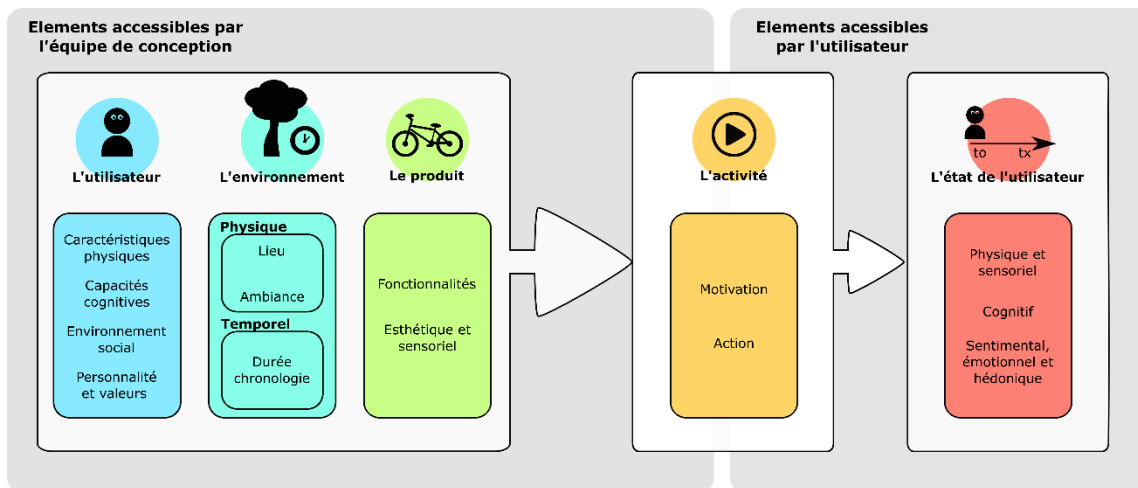 Elements accessibles par
l'équipe de conception
Elements acessibles
par l'utilisateur
L'utilisateur
L'environnement
Le produit
L'activité
to
tx
L'état de l'utilisateur
Caractéristiques
physiques
Capacités
cognitives
Environnement
social
Personnalité
et valeurs
Physique
Lieu
Ambiance
Temporel
Durée
chronologie
Fonctionnalités
Esthétique et
sensoriel
Motivation
Action
Physique et
sensoriel
Cognitif
Sentimental,
émotionnel et
hédonique